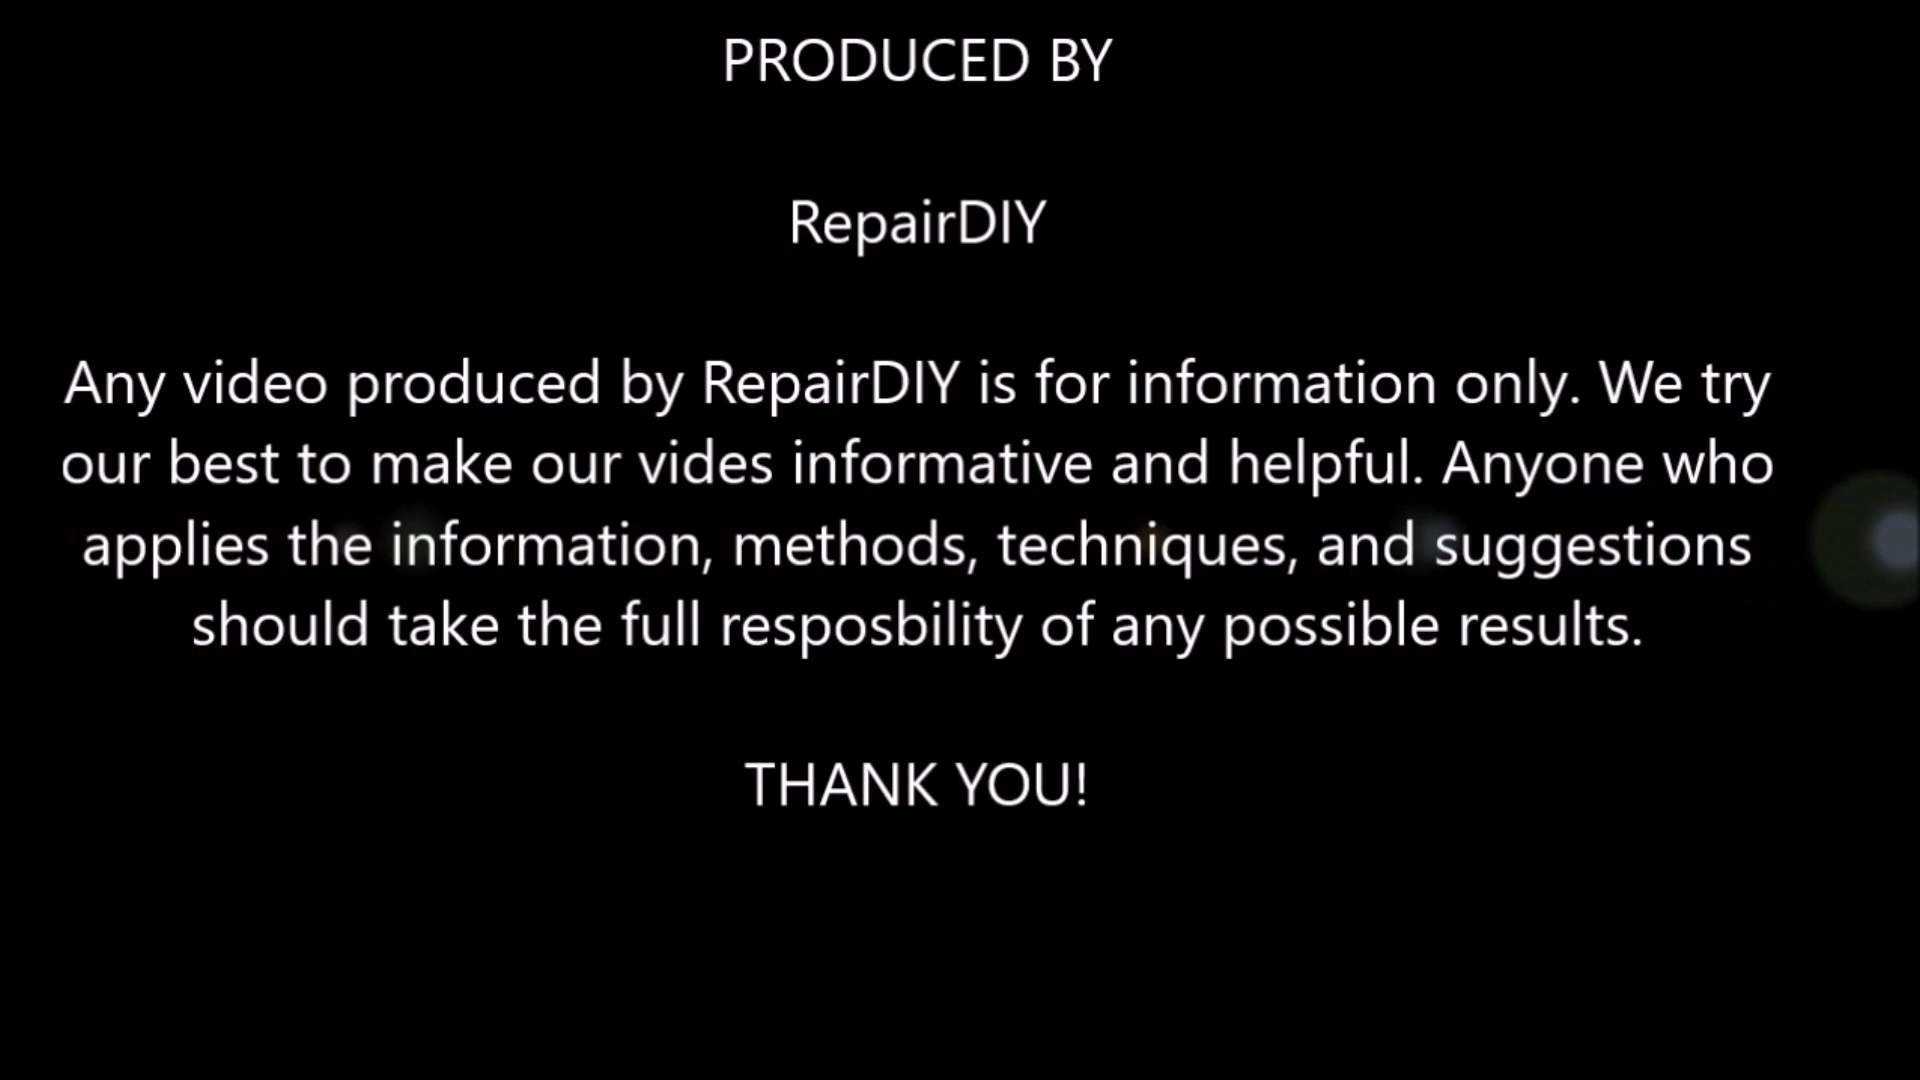 PRODUCED BY
RepairDIY
Any video produced by RepairDIY is for information only. We try
our best to make our vides informative and helpful. Anyone who
applies the information, methods, techniques, and suggestions
should take the full resposbility of any possible results.
THANK YOU!